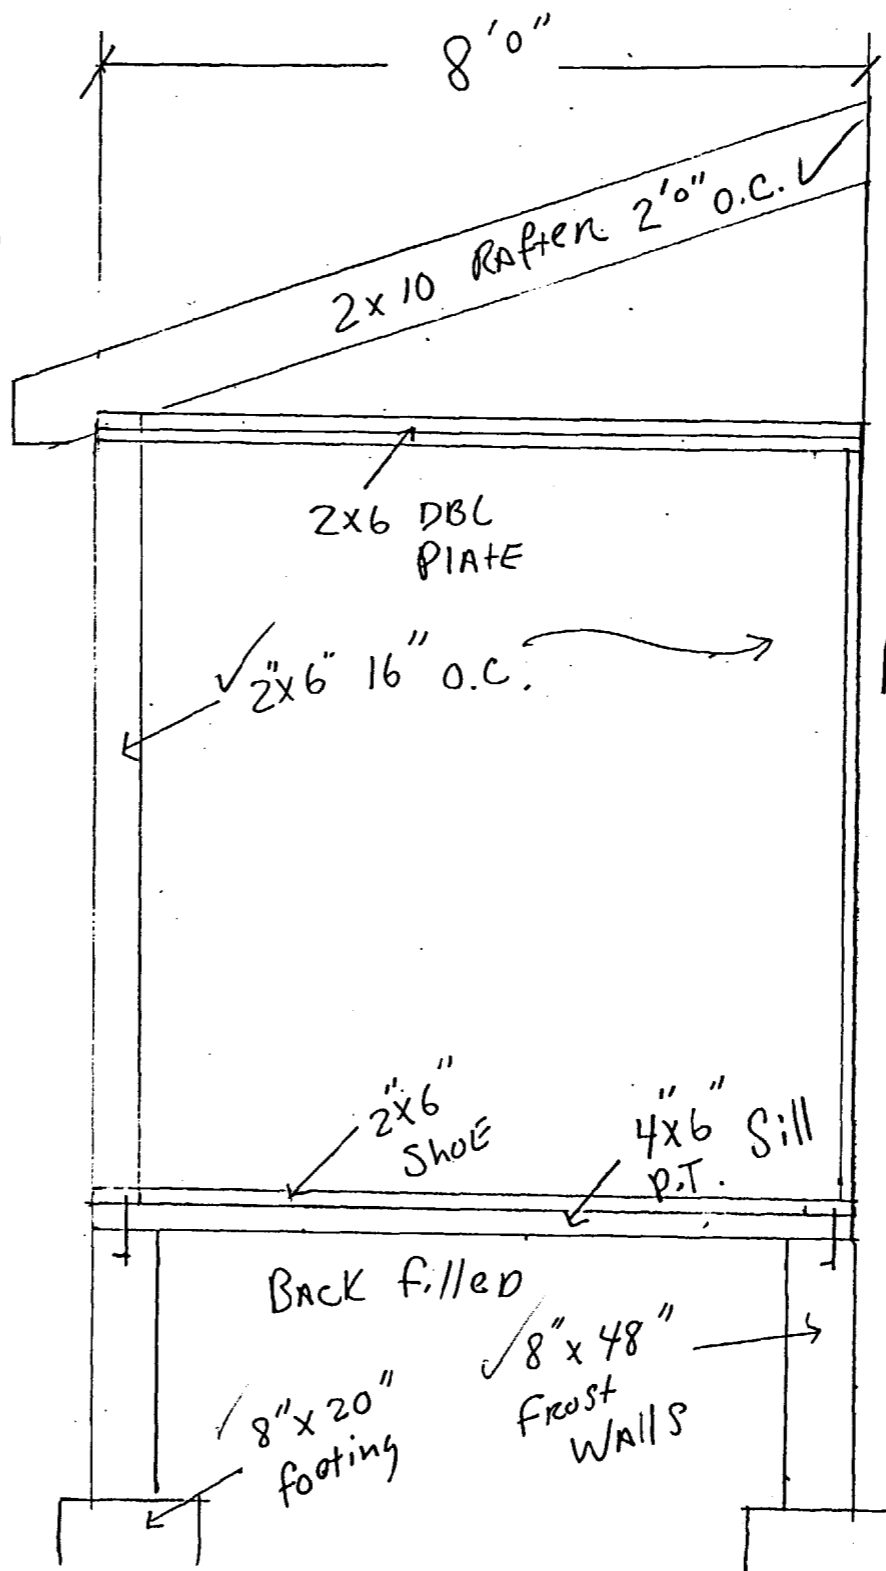 8'0"
2x10 RAfter 2'0" O.C. ✓
2x6 DBL
PlAtE
✓ 2"x6" 16" O.C.
2"x6"
ShoE
4"x6" Sill
P.T.
BACK filleD
✓ 8"x48"
fRost
WAllS
✓ 8"x20"
footing